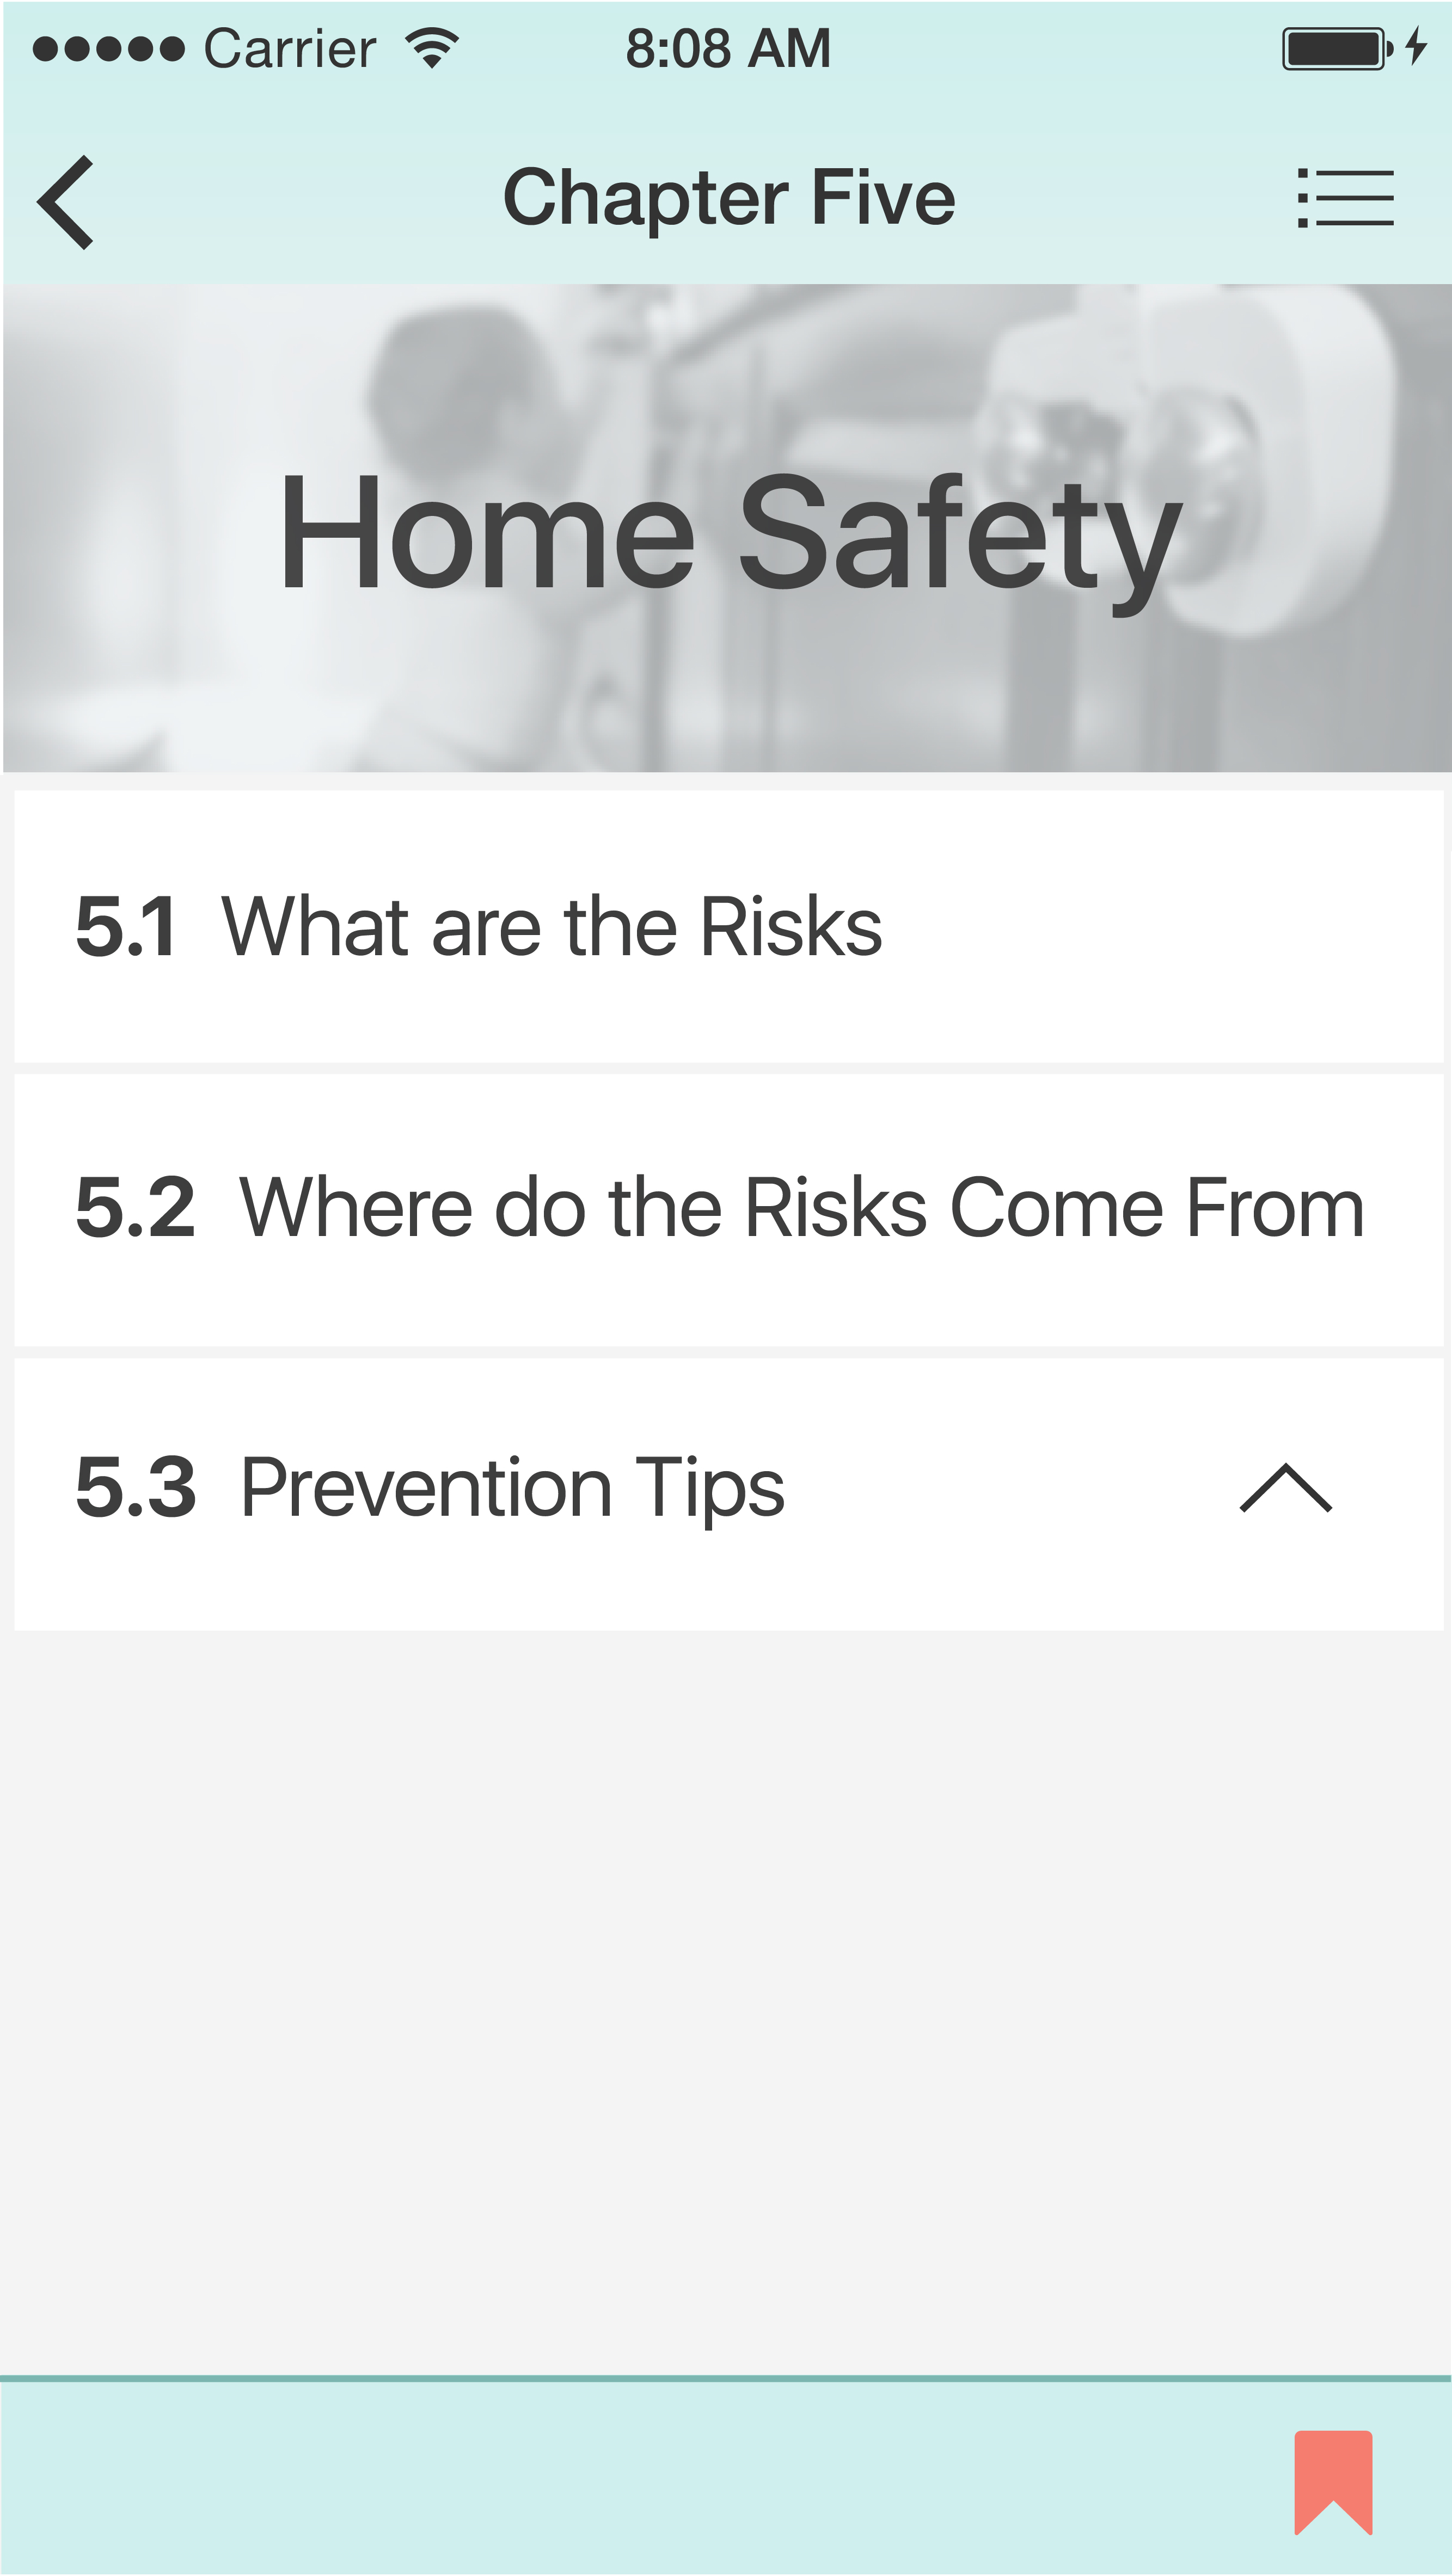 Carrier 8:08 AM
Chapter Five
Home Safety
5.1 What are the Risks
5.2 Where do the Risks Come From
5.3 Prevention Tips